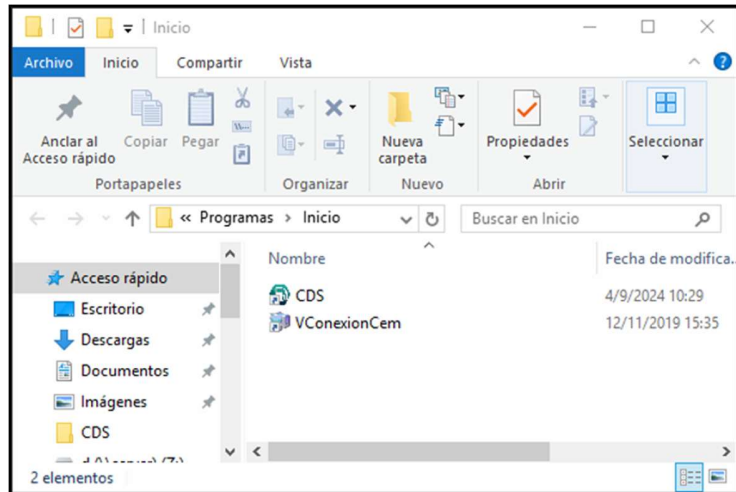 Inicio
Archivo Inicio Compartir Vista
Anclar al Acceso rápido
Copiar
Pegar
Nueva carpeta
Propiedades
Seleccionar
Portapapeles Organizar Nuevo Abrir
« Programas > Inicio
Buscar en Inicio
Nombre Fecha de modifica...
Acceso rápido
Escritorio
Descargas
Documentos
Imágenes
CDS
CDS 4/9/2024 10:29
VConexionCem 12/11/2019 15:35
2 elementos